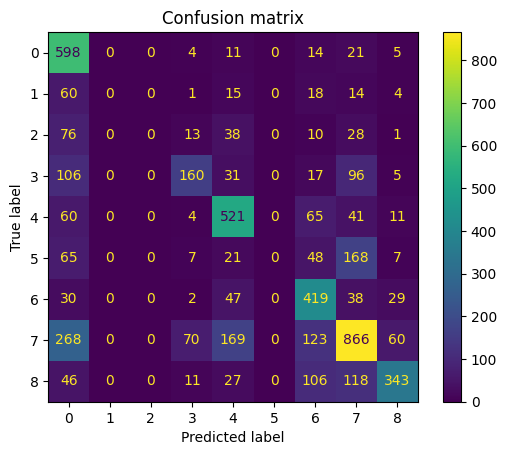 Confusion matrix
0 598 0 0 4 11 0 14 21 5
1 60 0 0 1 15 0 18 14 4
2 76 0 0 13 38 0 10 28 1
3 106 0 0 160 31 0 17 96 5
4 60 0 0 4 521 0 65 41 11
5 65 0 0 7 21 0 48 168 7
6 30 0 0 2 47 0 419 38 29
7 268 0 0 70 169 0 123 866 60
8 46 0 0 11 27 0 106 118 343
0 1 2 3 4 5 6 7 8
Predicted label
True label
800
700
600
500
400
300
200
100
0